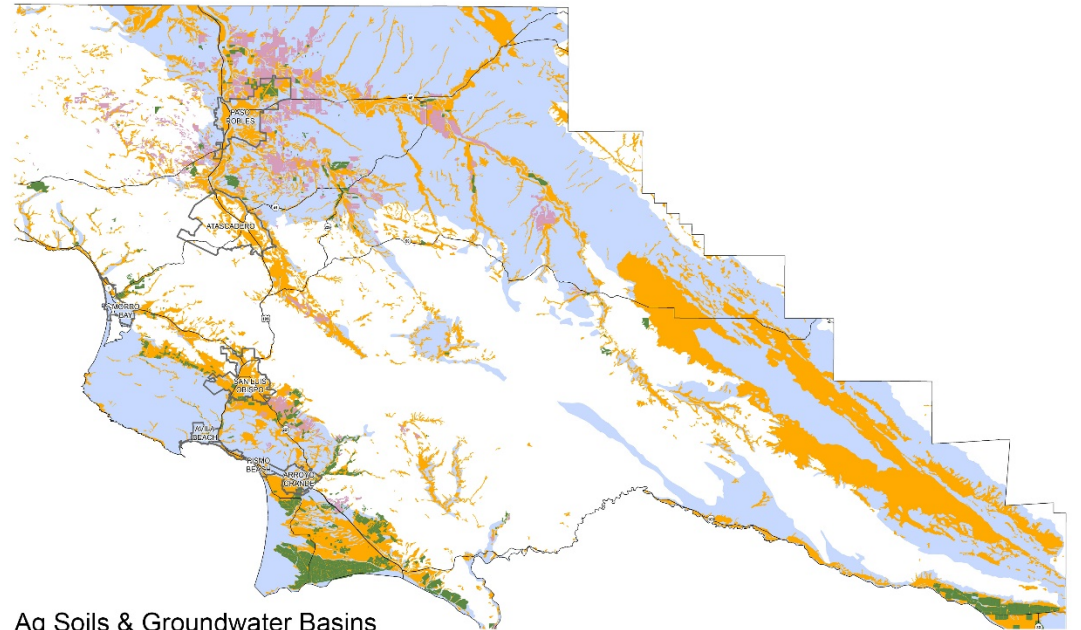 PASO
ROBLES
ATASCADERO
MORRO
BAY
SAN LUIS
OBISPO
AVILA
BEACH
PISMO
BEACH
ARROYO
GRANDE
Ag Soils & Groundwater Basins